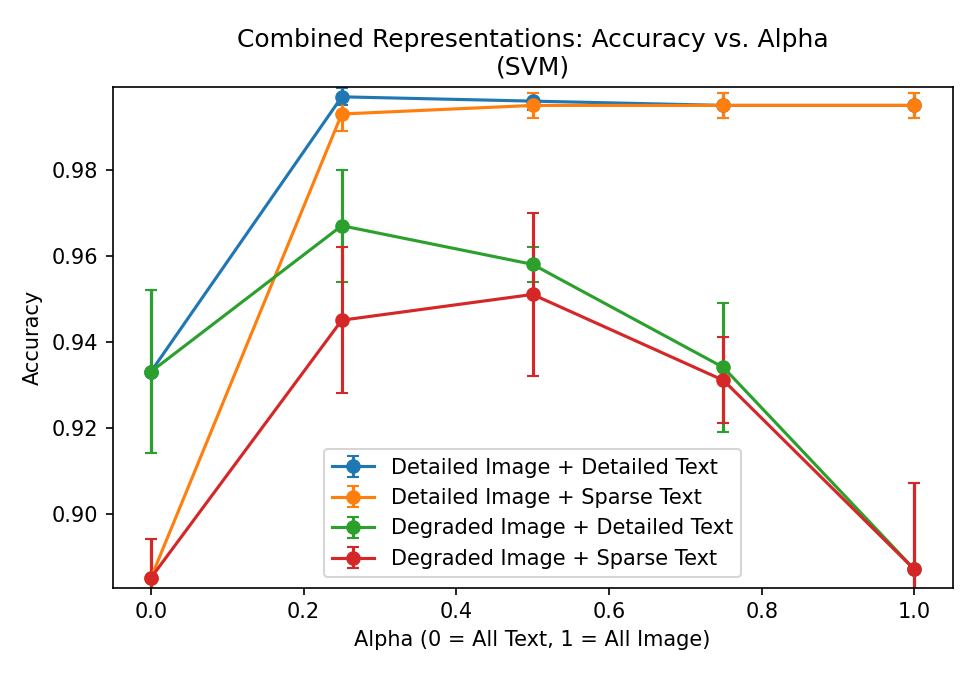 Combined Representations: Accuracy vs. Alpha
(SVM)
Accuracy
0.98
0.96
0.94
0.92
0.90
Detailed Image + Detailed Text
Detailed Image + Sparse Text
Degraded Image + Detailed Text
Degraded Image + Sparse Text
0.0 0.2 0.4 0.6 0.8 1.0
Alpha (0 = All Text, 1 = All Image)